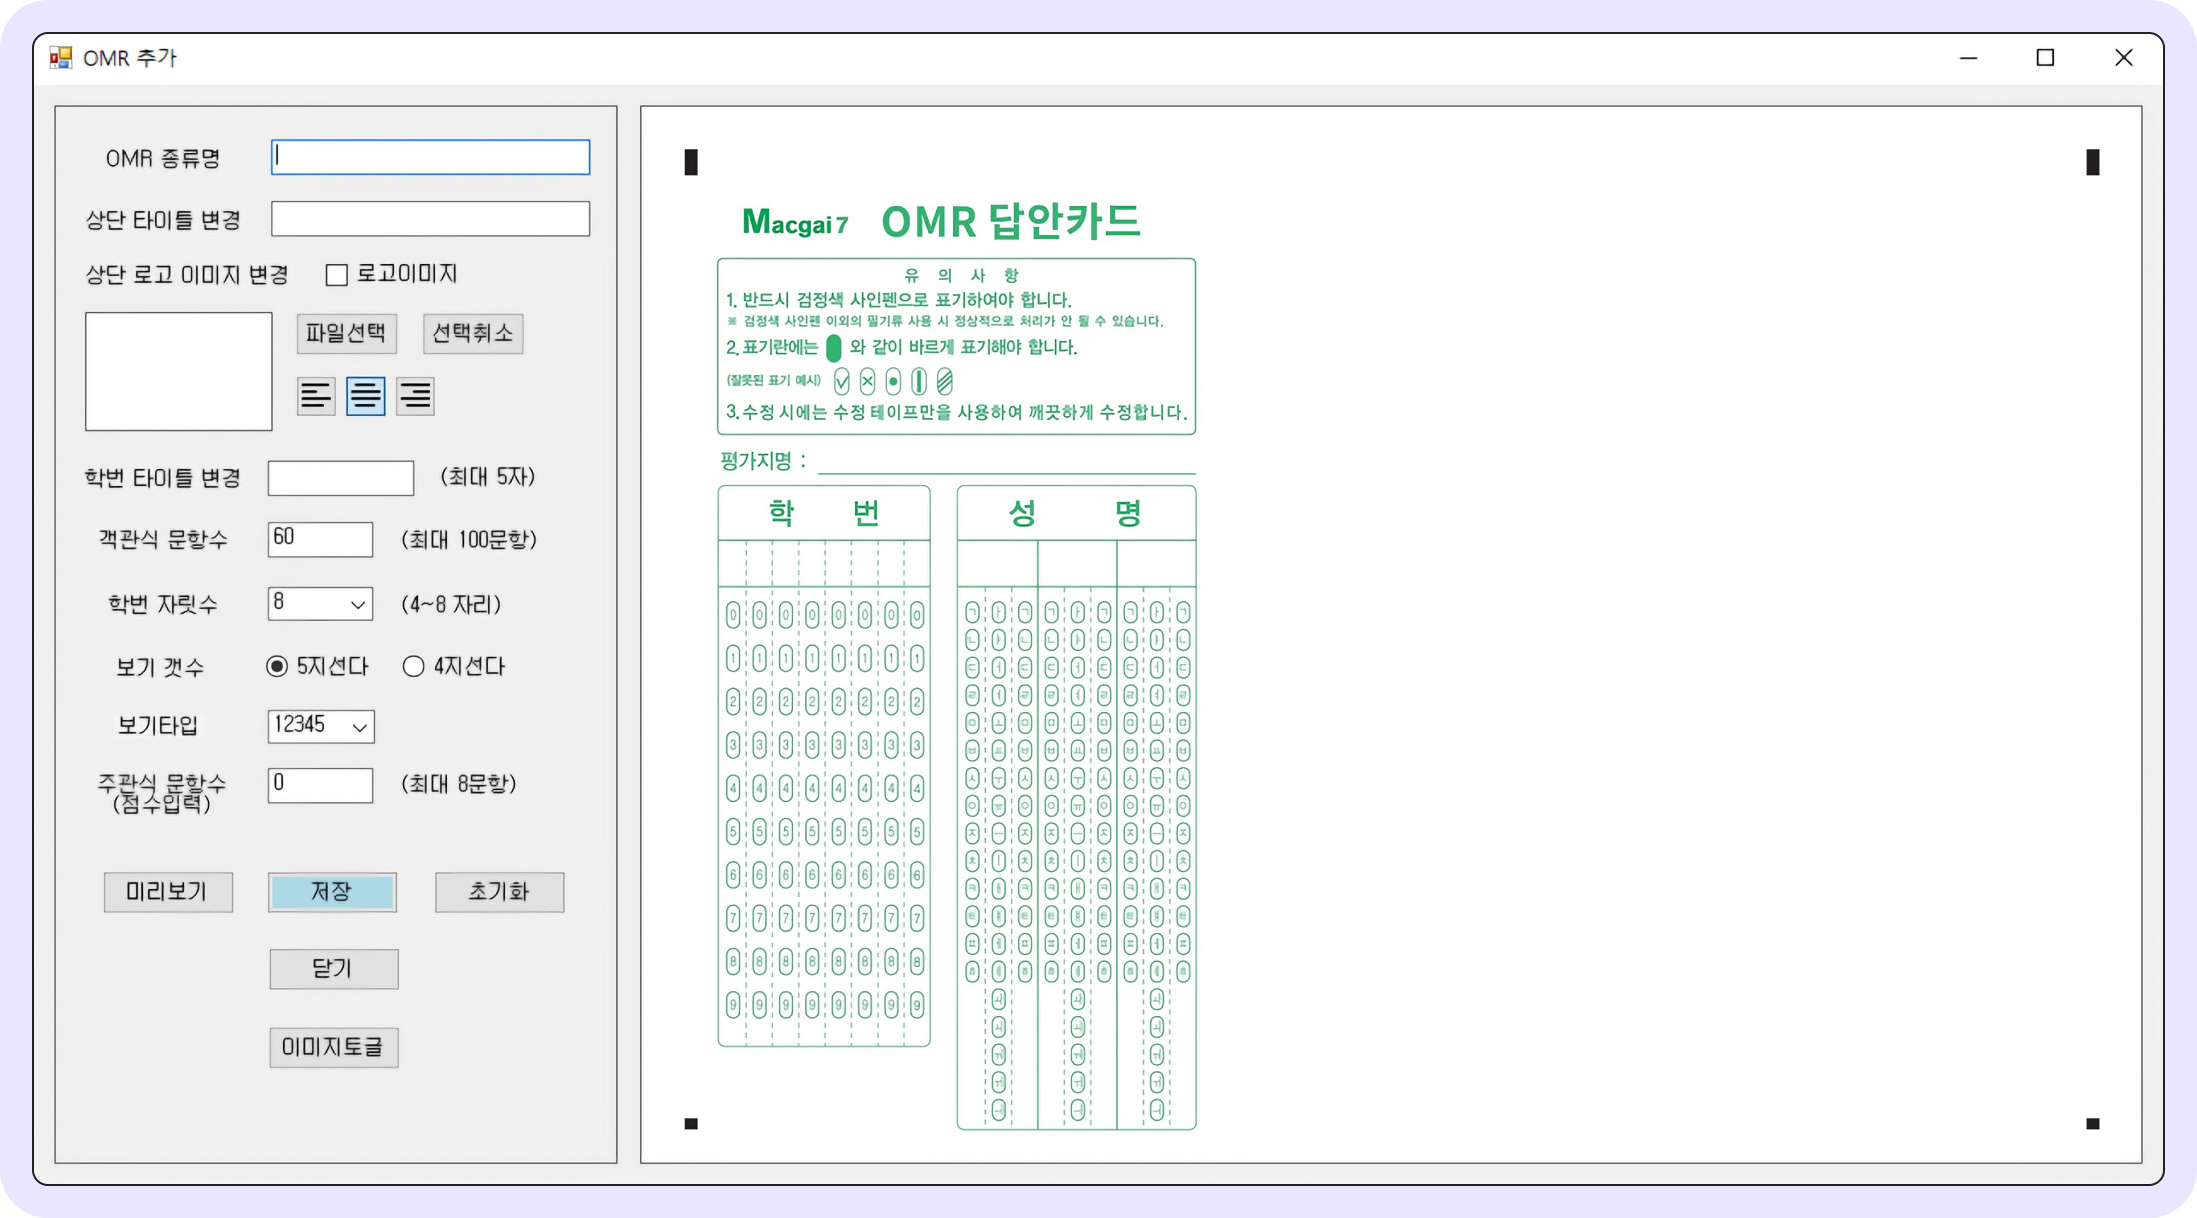 OMR 추가
OMR 종류명
상단 타이틀 변경
상단 로고 이미지 변경 로고이미지
파일선택 선택취소
학번 타이틀 변경 (최대 5자)
객관식 문항수 60 (최대 100문항)
학번 자릿수 8 (4~8 자리)
보기 갯수 5지선다 4지선다
보기타입 12345
주관식 문항수 0 (최대 8문항)
(점수입력)
미리보기 저장 초기화
닫기
이미지토글
Macgai 7 OMR 답안카드
유 의 사 항
1. 반드시 검정색 사인펜으로 표기하여야 합니다.
※ 검정색 사인펜 이외의 필기류 사용 시 정상적으로 처리가 안 될 수 있습니다.
2. 표기란에는 와 같이 바르게 표기해야 합니다.
(잘못된 표기 예시)
3. 수정 시에는 수정 테이프만을 사용하여 깨끗하게 수정합니다.
평가지명 :
학 번
0 0 0 0 0 0 0 0
1 1 1 1 1 1 1 1
2 2 2 2 2 2 2 2
3 3 3 3 3 3 3 3
4 4 4 4 4 4 4 4
5 5 5 5 5 5 5 5
6 6 6 6 6 6 6 6
7 7 7 7 7 7 7 7
8 8 8 8 8 8 8 8
9 9 9 9 9 9 9 9
성 명
ㄱ ㅏ ㄱ ㄱ ㅏ ㄱ ㄱ ㅏ ㄱ
ㄴ ㅑ ㄴ ㄴ ㅑ ㄴ ㄴ ㅑ ㄴ
ㄷ ㅓ ㄷ ㄷ ㅓ ㄷ ㄷ ㅓ ㄷ
ㄹ ㅕ ㄹ ㄹ ㅕ ㄹ ㄹ ㅕ ㄹ
ㅁ ㅗ ㅁ ㅁ ㅗ ㅁ ㅁ ㅗ ㅁ
ㅂ ㅛ ㅂ ㅂ ㅛ ㅂ ㅂ ㅛ ㅂ
ㅅ ㅜ ㅅ ㅅ ㅜ ㅅ ㅅ ㅜ ㅅ
ㅇ ㅠ ㅇ ㅇ ㅠ ㅇ ㅇ ㅠ ㅇ
ㅈ ㅡ ㅈ ㅈ ㅡ ㅈ ㅈ ㅡ ㅈ
ㅊ ㅣ ㅊ ㅊ ㅣ ㅊ ㅊ ㅣ ㅊ
ㅋ ㅋ ㅋ ㅋ ㅋ ㅋ
ㅌ ㅌ ㅌ ㅌ ㅌ ㅌ
ㅍ ㅍ ㅍ ㅍ ㅍ ㅍ
ㅎ ㅎ ㅎ ㅎ ㅎ ㅎ